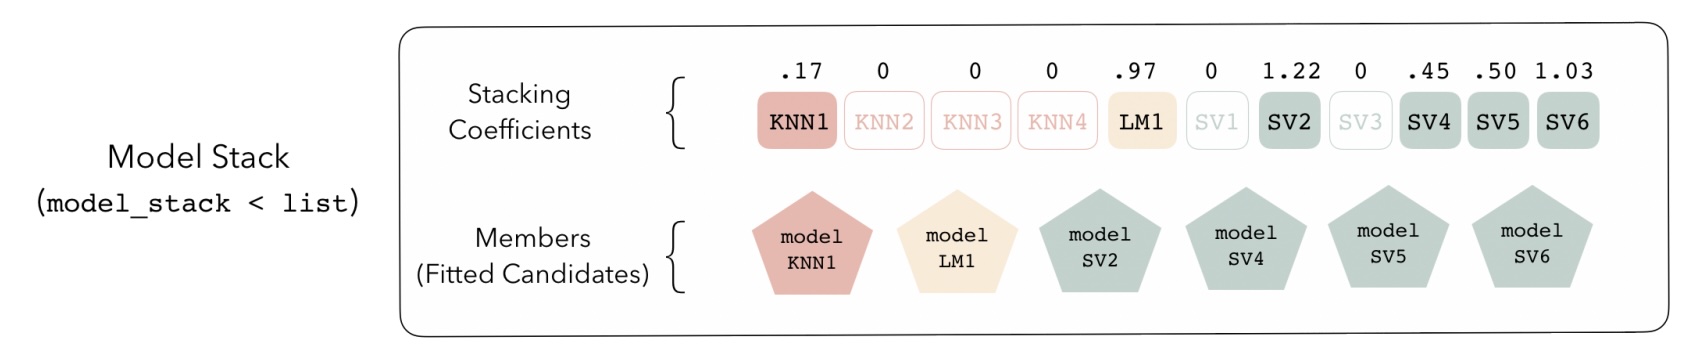 Model Stack
(model_stack < list)
Stacking
Coefficients
.17 0 0 0 .97 0 1.22 0 .45 .50 1.03
KNN1 KNN2 KNN3 KNN4 LM1 SV1 SV2 SV3 SV4 SV5 SV6
Members
(Fitted Candidates)
model
KNN1
model
LM1
model
SV2
model
SV4
model
SV5
model
SV6